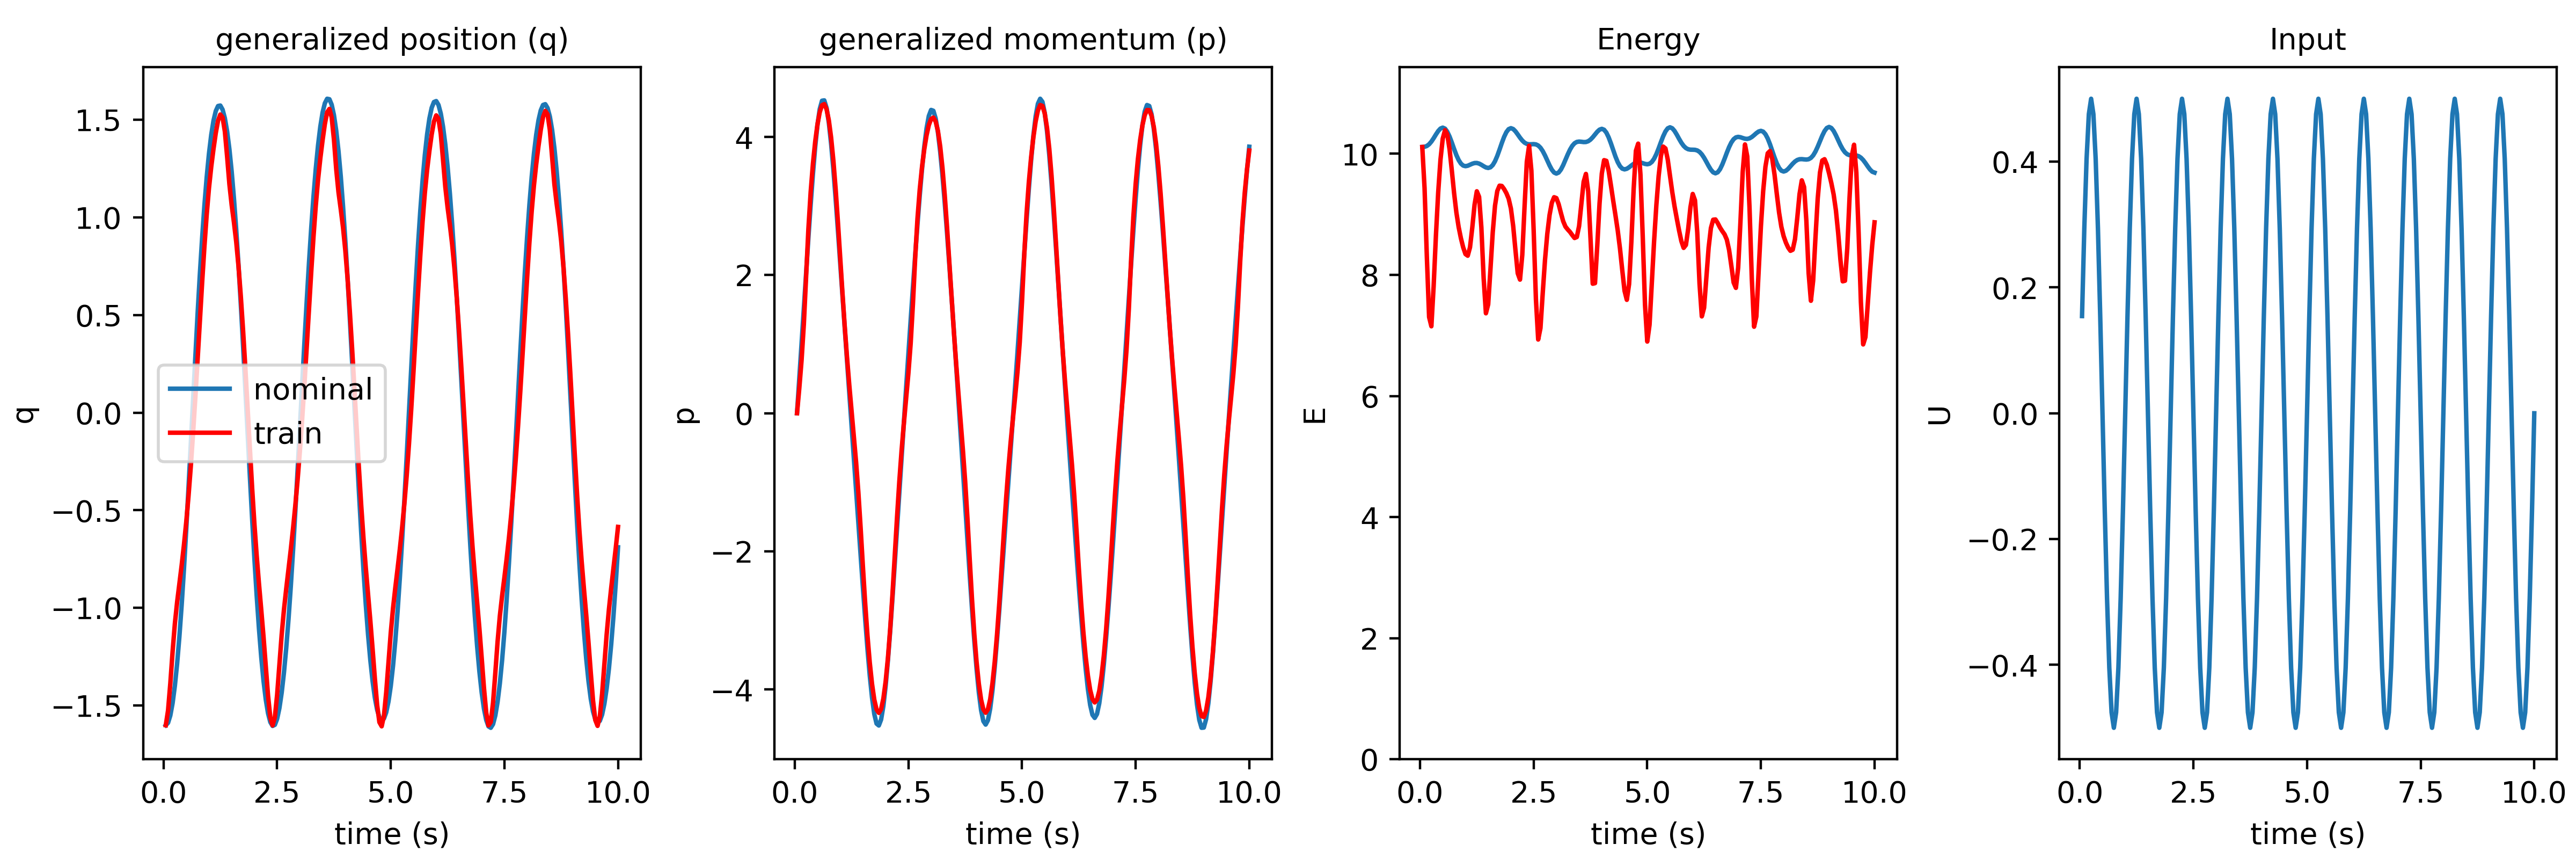 generalized position (q)
1.5
1.0
0.5
0.0
−0.5
−1.0
−1.5
q
nominal
train
0.0 2.5 5.0 7.5 10.0
time (s)
generalized momentum (p)
4
2
0
−2
−4
p
0.0 2.5 5.0 7.5 10.0
time (s)
Energy
10
8
6
4
2
0
E
0.0 2.5 5.0 7.5 10.0
time (s)
Input
0.4
0.2
0.0
−0.2
−0.4
U
0.0 2.5 5.0 7.5 10.0
time (s)